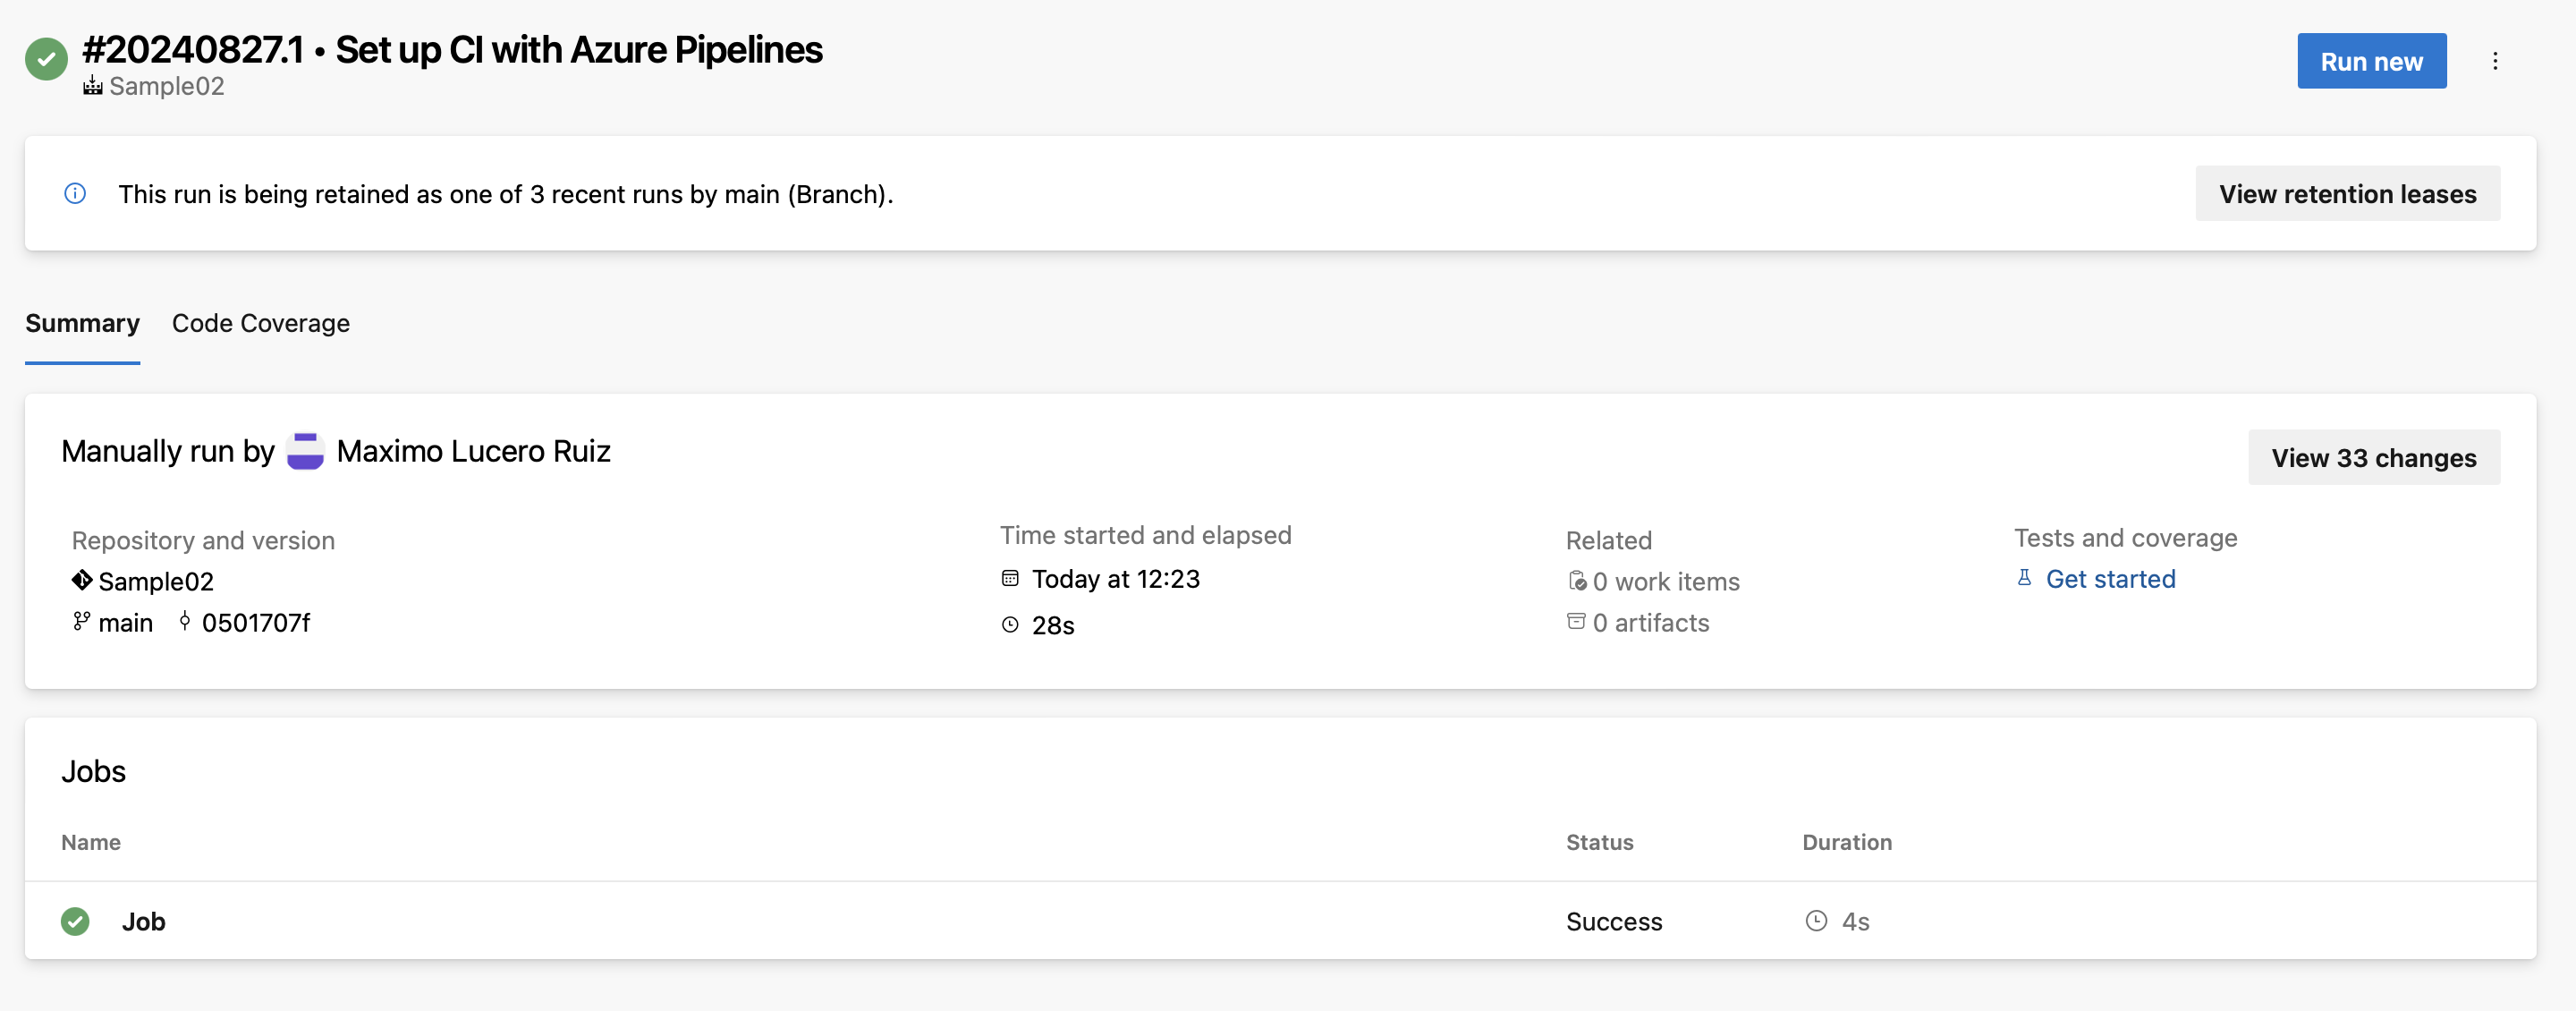 #20240827.1 • Set up CI with Azure Pipelines
Sample02
Run new
This run is being retained as one of 3 recent runs by main (Branch).
View retention leases
Summary
Code Coverage
Manually run by Maximo Lucero Ruiz
View 33 changes
Repository and version
Sample02
main 0501707f
Time started and elapsed
Today at 12:23
28s
Related
0 work items
0 artifacts
Tests and coverage
Get started
Jobs
Name Status Duration
Job Success 4s